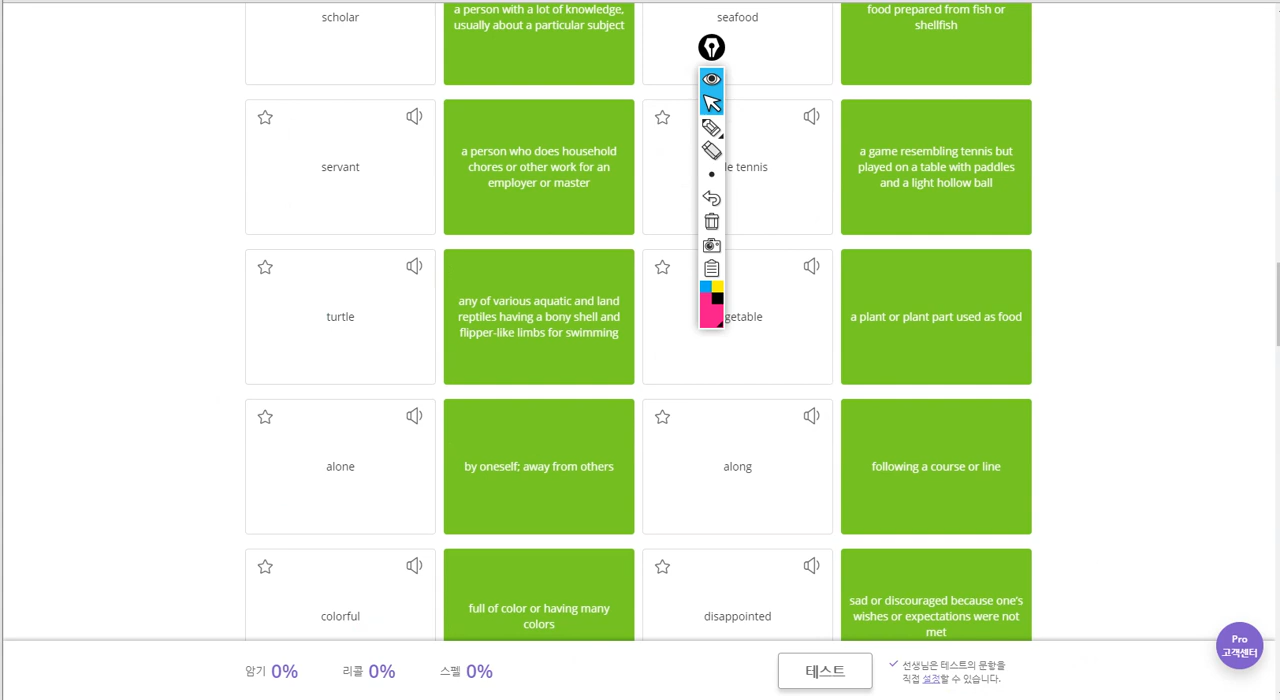 scholar
a person with a lot of knowledge,
usually about a particular subject
seafood
food prepared from fish or
shellfish
servant
a person who does household
chores or other work for an
employer or master
le tennis
a game resembling tennis but
played on a table with paddles
and a light hollow ball
turtle
any of various aquatic and land
reptiles having a bony shell and
flipper-like limbs for swimming
getable
a plant or plant part used as food
alone
by oneself; away from others
along
following a course or line
colorful
full of color or having many
colors
disappointed
sad or discouraged because one's
wishes or expectations were not
met
암기 0%
리콜 0%
스펠 0%
테스트
선생님은 테스트의 문항을
직접 설정할 수 있습니다.
Pro
고객센터